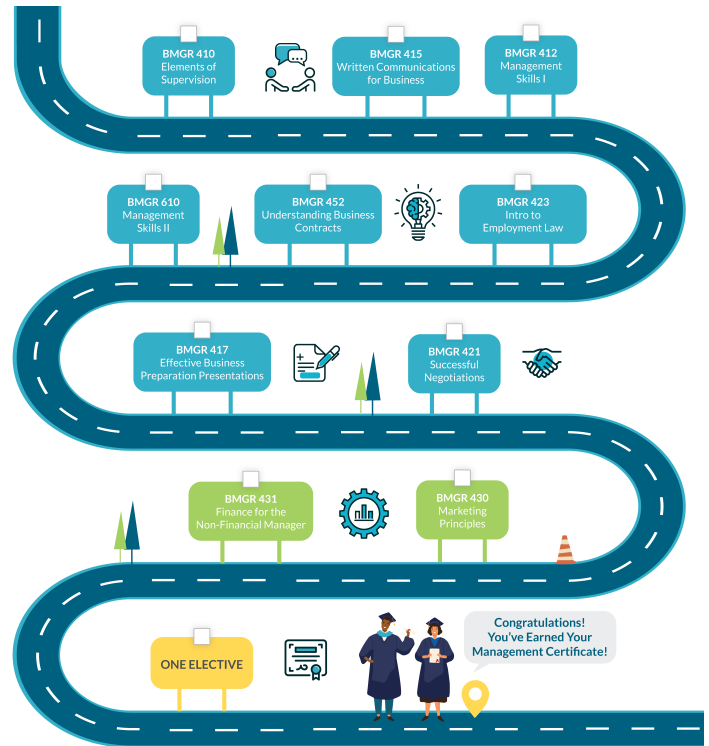 BMGR 410
Elements of
Supervision
BMGR 415
Written Communications
for Business
BMGR 412
Management
Skills I
BMGR 610
Management
Skills II
BMGR 452
Understanding Business
Contracts
BMGR 423
Intro to
Employment Law
BMGR 417
Effective Business
Preparation Presentations
BMGR 421
Successful
Negotiations
BMGR 431
Finance for the
Non-Financial Manager
BMGR 430
Marketing
Principles
ONE ELECTIVE
Congratulations!
You've Earned Your
Management Certificate!